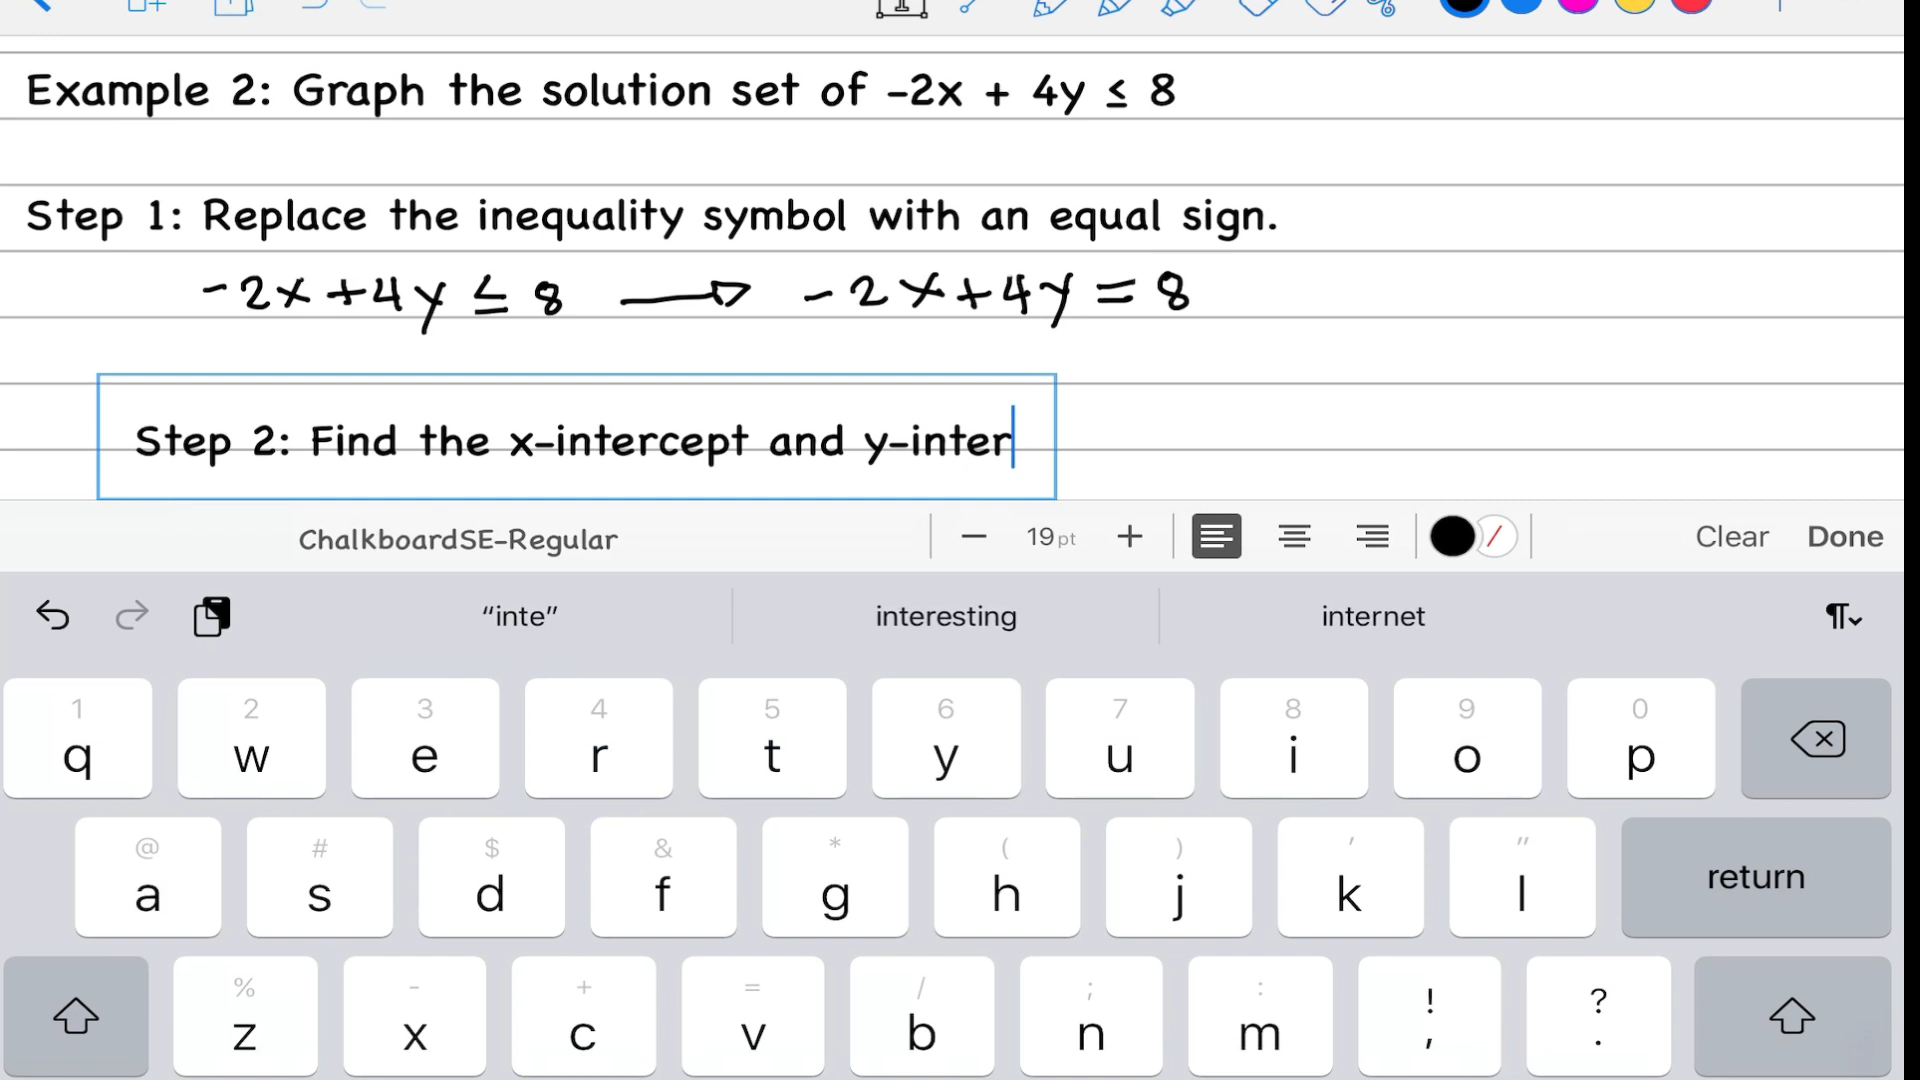 Example 2: Graph the solution set of -2x + 4y ≤ 8
Step 1: Replace the inequality symbol with an equal sign.
-2x+4y ≤ 8 → -2x+4y = 8
Step 2: Find the x-intercept and y-inter
ChalkboardSE-Regular − 19pt + Clear Done
“inte” interesting internet
1 2 3 4 5 6 7 8 9 0
q w e r t y u i o p
@ # $ & * ( ) ' "
a s d f g h j k l return
% - + = / ; : ! ?
z x c v b n m , .